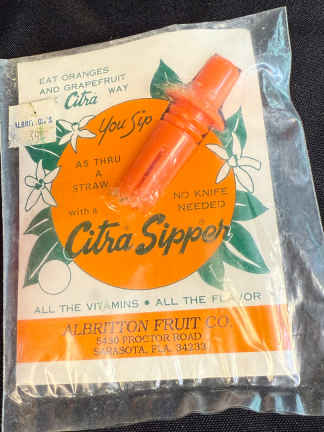 EAT ORANGES
AND GRAPEFRUIT
Citra WAY
ALBRITTON'S
You Sip
AS THRU
A
STRAW
NO KNIFE
NEEDED
with a
Citra Sipper
ALL THE VITAMINS • ALL THE FLAVOR
ALBRITTON FRUIT CO.
5430 PROCTOR ROAD
SARASOTA, FLA. 34233